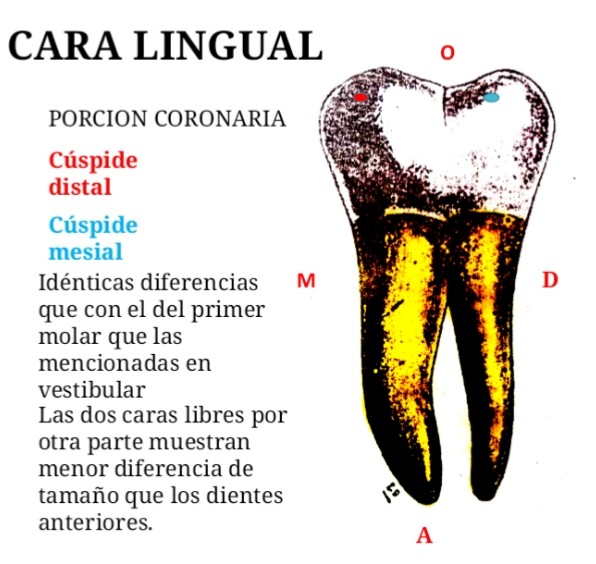 CARA LINGUAL
O
PORCION CORONARIA
Cúspide
distal
Cúspide
mesial
Idénticas diferencias
que con el del primer
molar que las
mencionadas en
vestibular
Las dos caras libres por
otra parte muestran
menor diferencia de
tamaño que los dientes
anteriores.
M
D
A